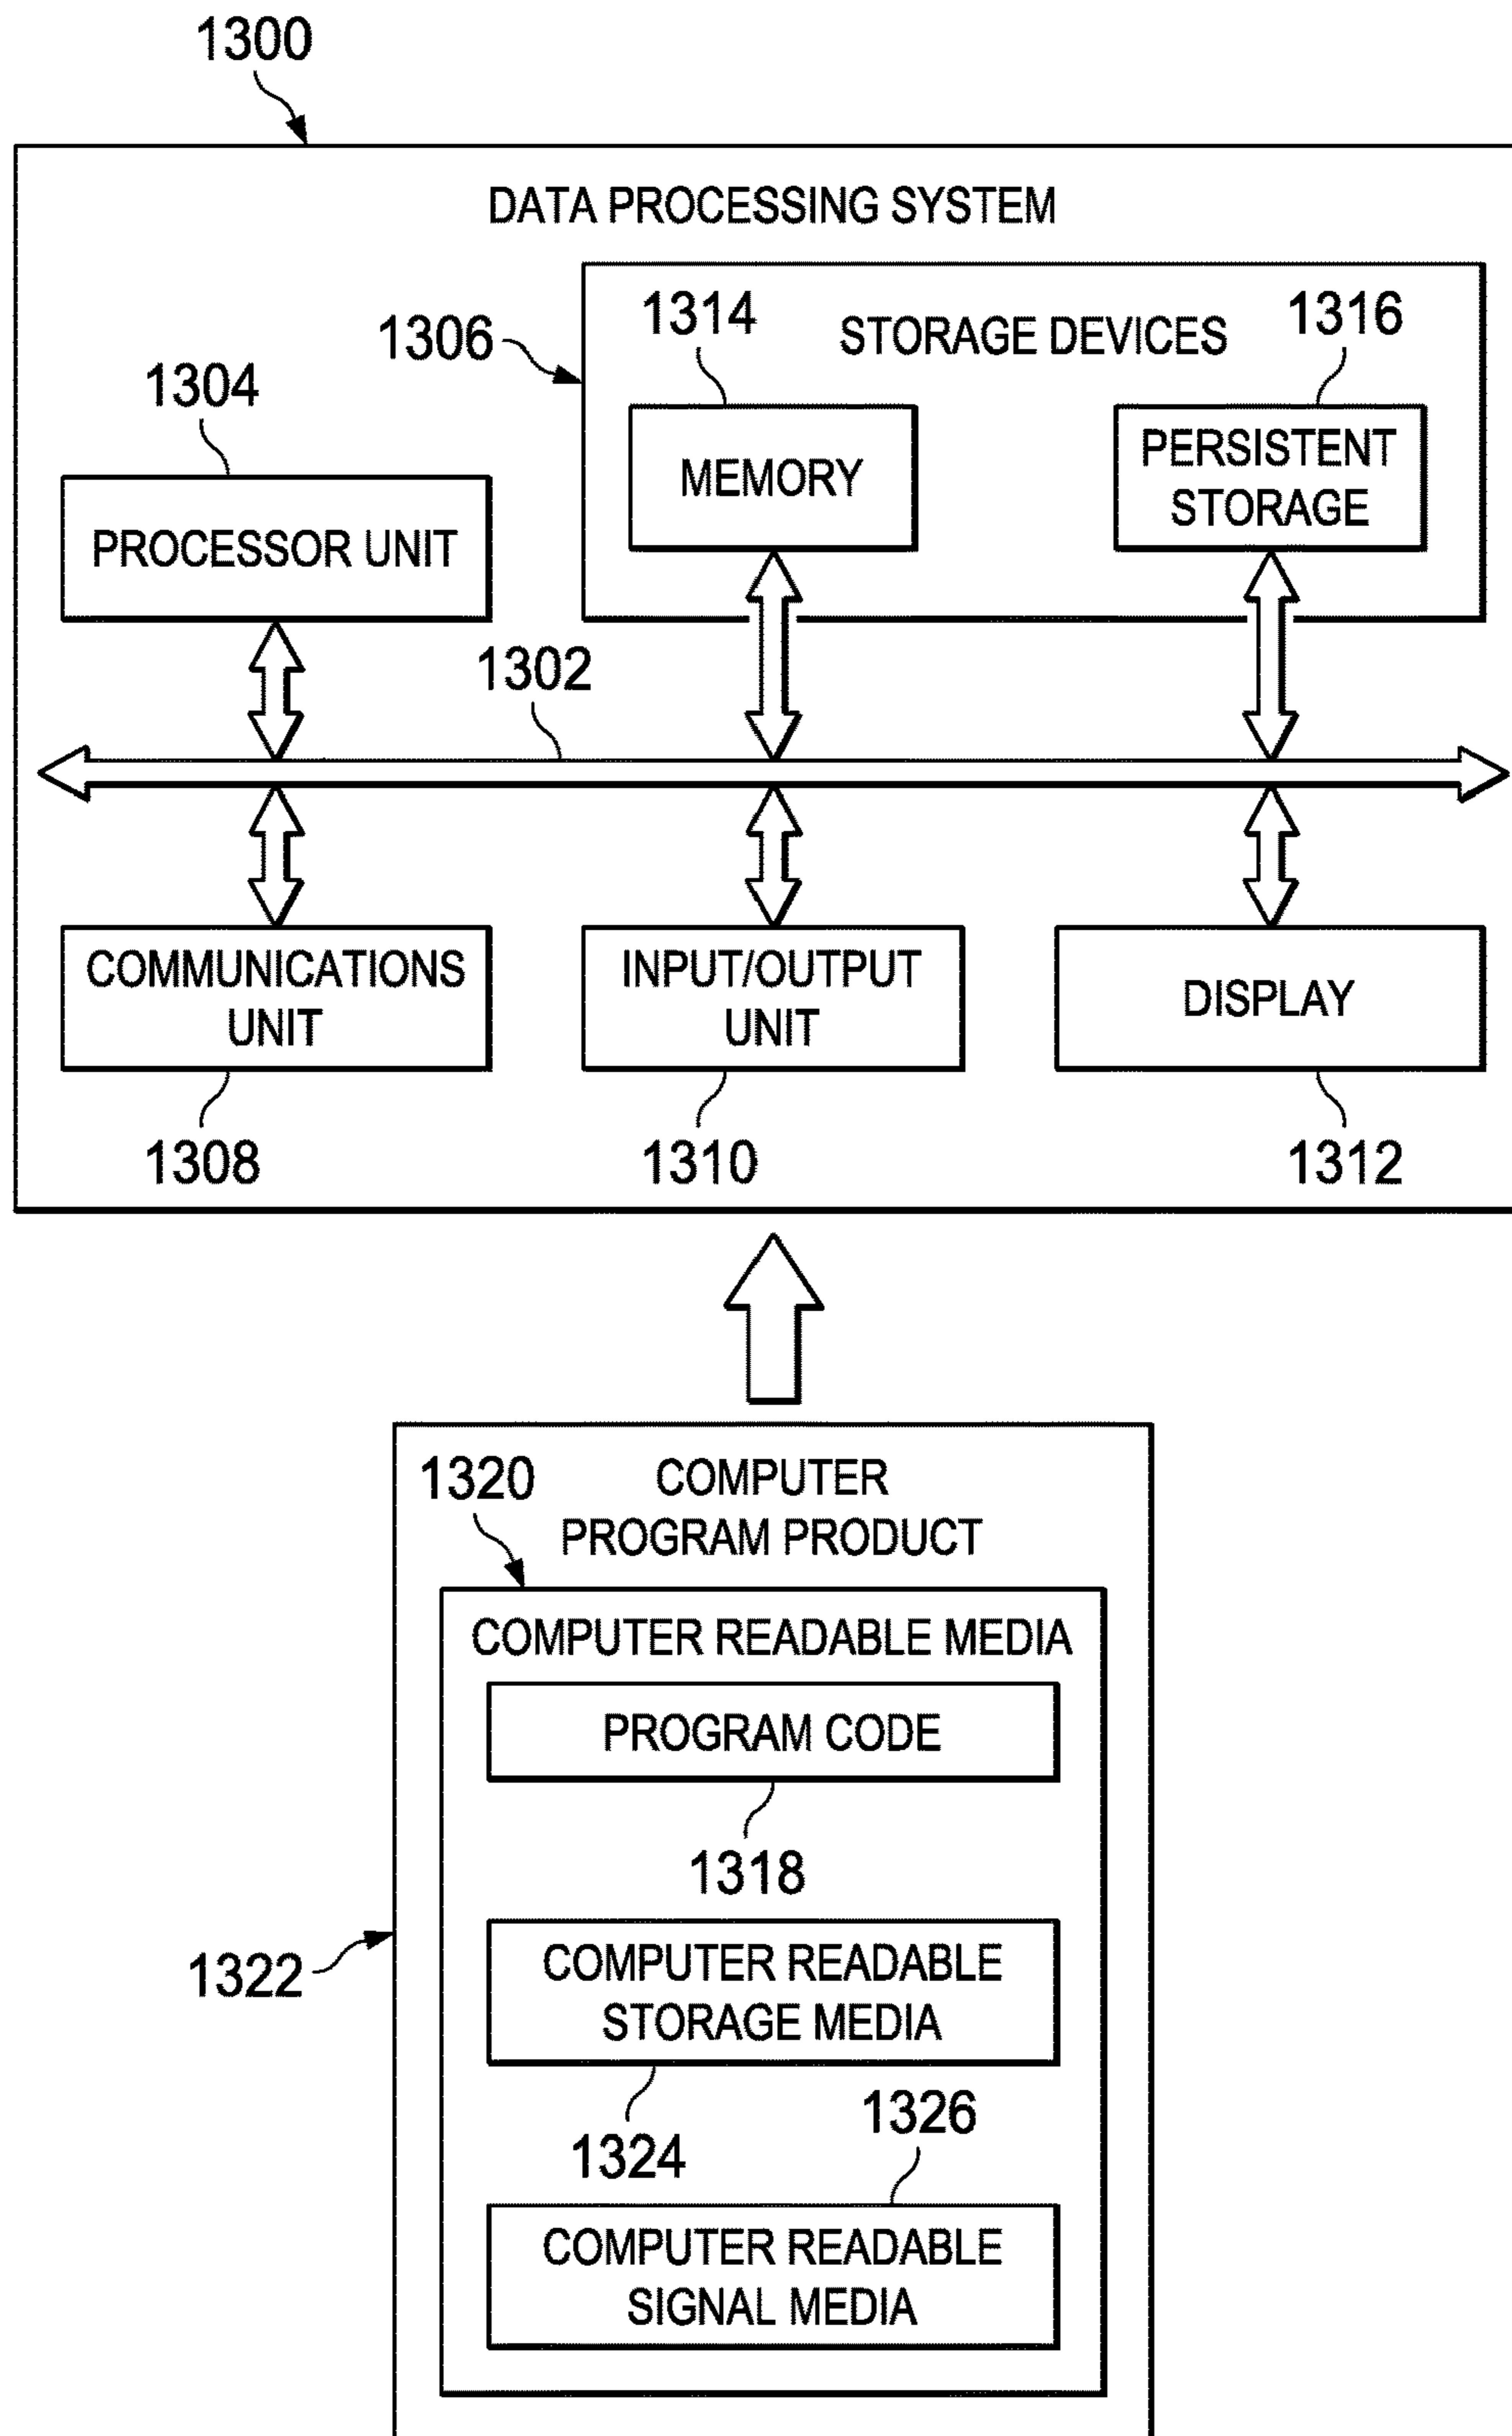 1300
DATA PROCESSING SYSTEM
1306
1314
STORAGE DEVICES
1316
1304
MEMORY
PERSISTENT
STORAGE
PROCESSOR UNIT
1302
COMMUNICATIONS
UNIT
INPUT/OUTPUT
UNIT
DISPLAY
1308
1310
1312
1320
COMPUTER
PROGRAM PRODUCT
COMPUTER READABLE MEDIA
PROGRAM CODE
1318
1322
COMPUTER READABLE
STORAGE MEDIA
1324
1326
COMPUTER READABLE
SIGNAL MEDIA